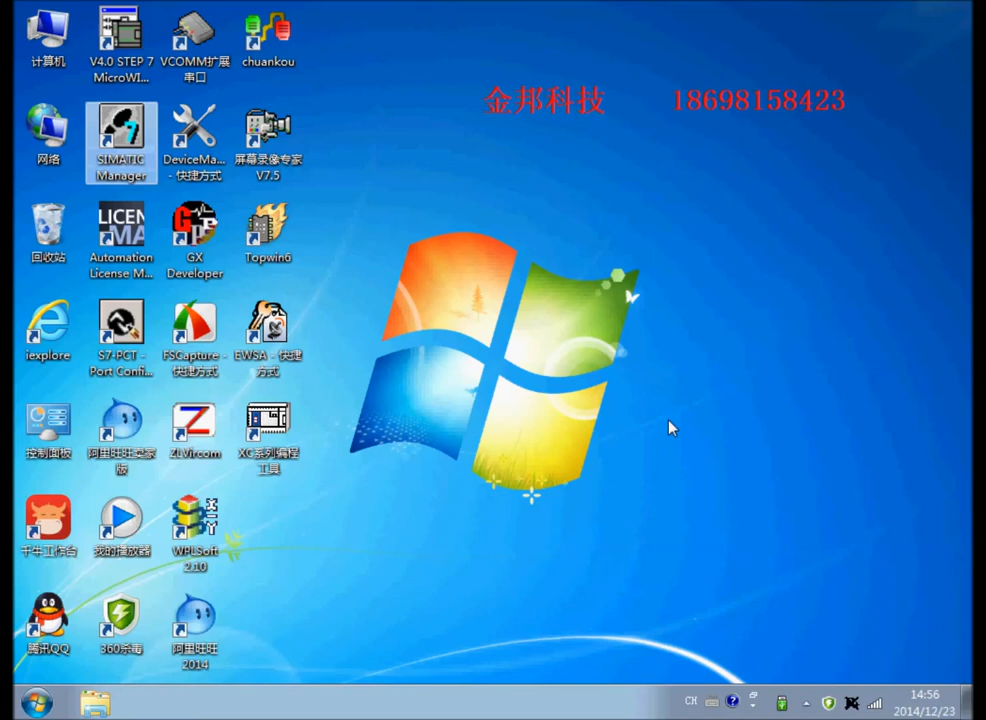 金邦科技 18698158423
计算机
V4.0 STEP 7
MicroWI...
VCOMM扩展
串口
chuankou
网络
SIMATIC
Manager
DeviceMa...
- 快捷方式
屏幕录像专家
V7.5
回收站
LICEN
MA
Automation
License M...
GX
Developer
Topwin6
iexplore
S7-PCT -
Port Confi...
FSCapture -
快捷方式
EWSA - 快捷
方式
控制面板
阿里旺旺卖家
版
ZLVircom
XC系列编程
工具
千牛工作台
我的播放器
WPLSoft
2.10
腾讯QQ
360杀毒
阿里旺旺
2014
CH
14:56
2014/12/23